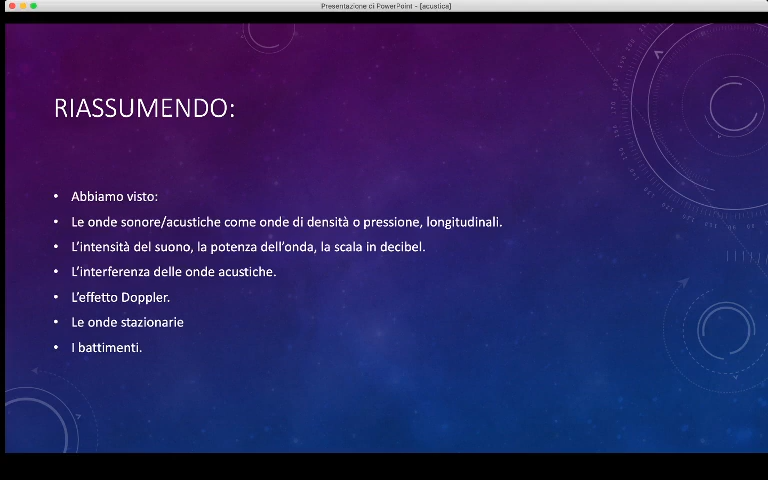 Presentazione di PowerPoint - [acustica]
RIASSUMENDO:
• Abbiamo visto:
• Le onde sonore/acustiche come onde di densità o pressione, longitudinali.
• L'intensità del suono, la potenza dell'onda, la scala in decibel.
• L'interferenza delle onde acustiche.
• L'effetto Doppler.
• Le onde stazionarie
• I battimenti.